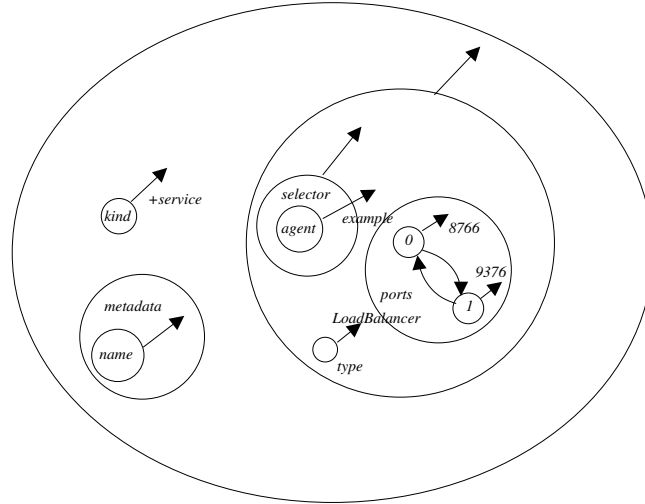 selector
kind
+service
agent
example
0
8766
9376
metadata
ports
1
LoadBalancer
name
type